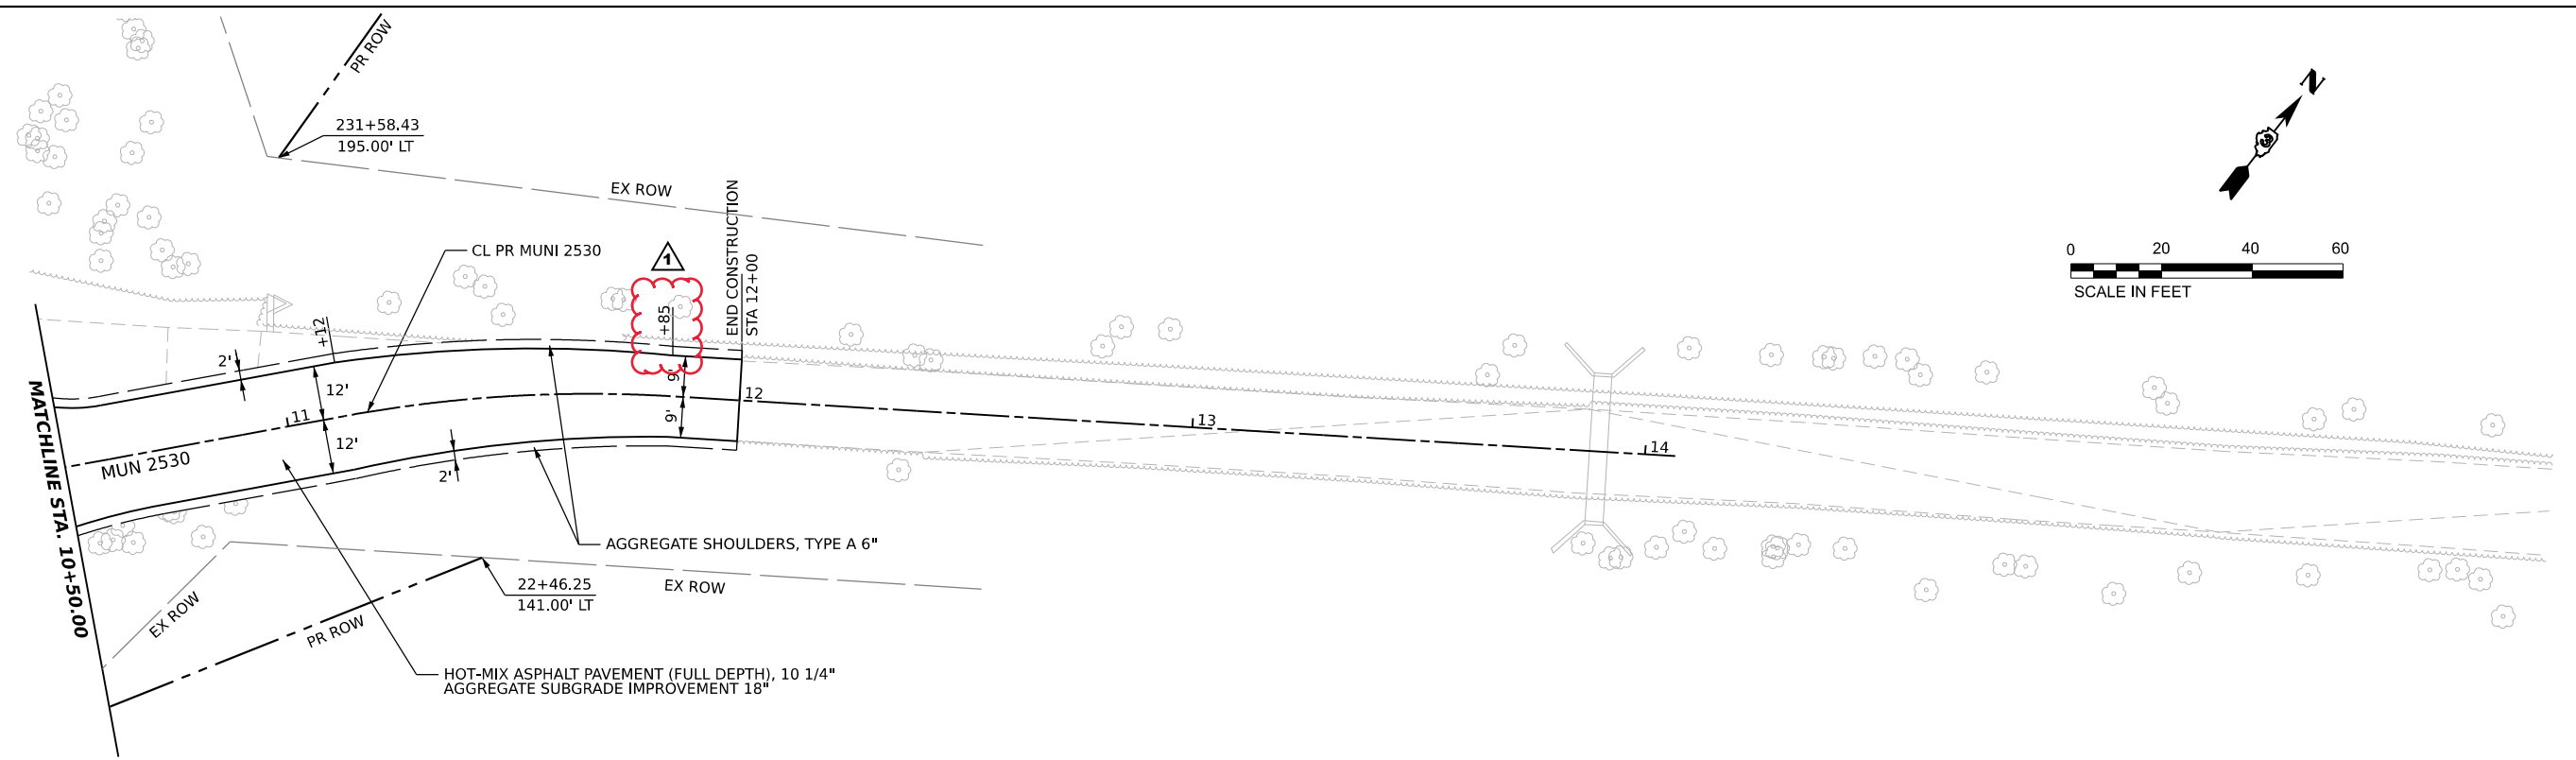 PR ROW
N
3
231+58.43
195.00' LT
EX ROW
END CONSTRUCTION
STA 12+00
0 20 40 60
SCALE IN FEET
CL PR MUNI 2530
1
+85
+12
2'
12'
9'
9'
12
11
12'
13
14
MUN 2530
2'
MATCHLINE STA. 10+50.00
AGGREGATE SHOULDERS, TYPE A 6"
22+46.25
141.00' LT
EX ROW
EX ROW
PR ROW
HOT-MIX ASPHALT PAVEMENT (FULL DEPTH), 10 1/4"
AGGREGATE SUBGRADE IMPROVEMENT 18"